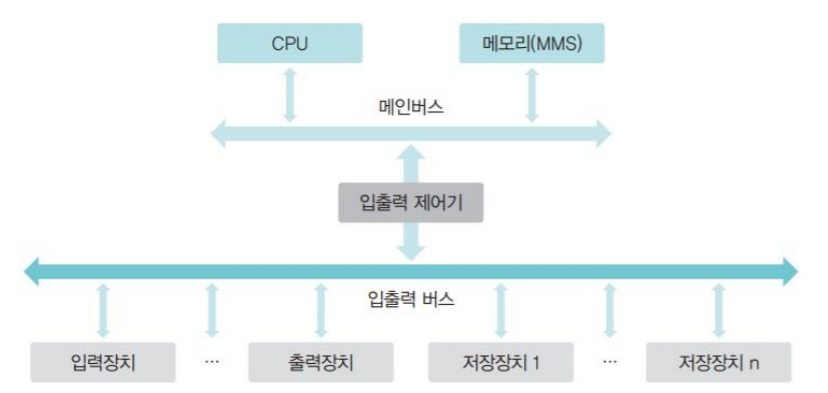 CPU
메모리(MMS)
메인버스
입출력 제어기
입출력 버스
입력장치
...
출력장치
저장장치 1
...
저장장치 n